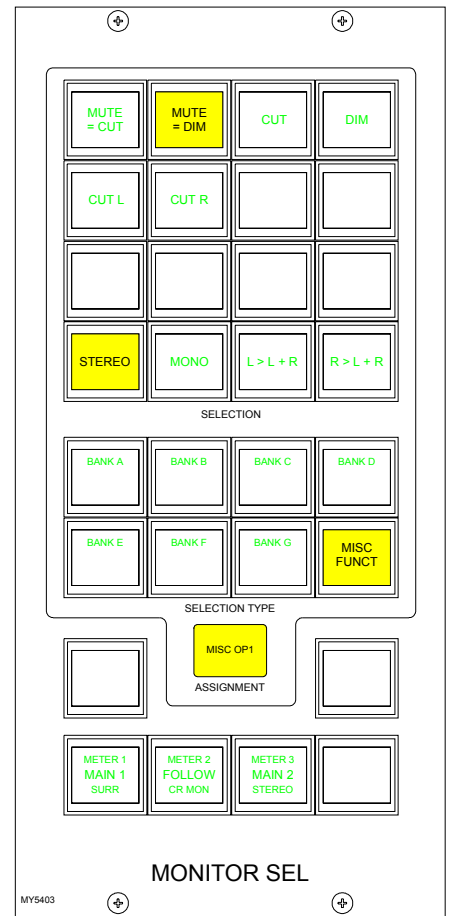 MUTE
= CUT
MUTE
= DIM
CUT
DIM
CUT L
CUT R
STEREO
MONO
L > L + R
R > L + R
SELECTION
BANK A
BANK B
BANK C
BANK D
BANK E
BANK F
BANK G
MISC
FUNCT
SELECTION TYPE
MISC OP1
ASSIGNMENT
METER 1
MAIN 1
SURR
METER 2
FOLLOW
CR MON
METER 3
MAIN 2
STEREO
MONITOR SEL
MY5403